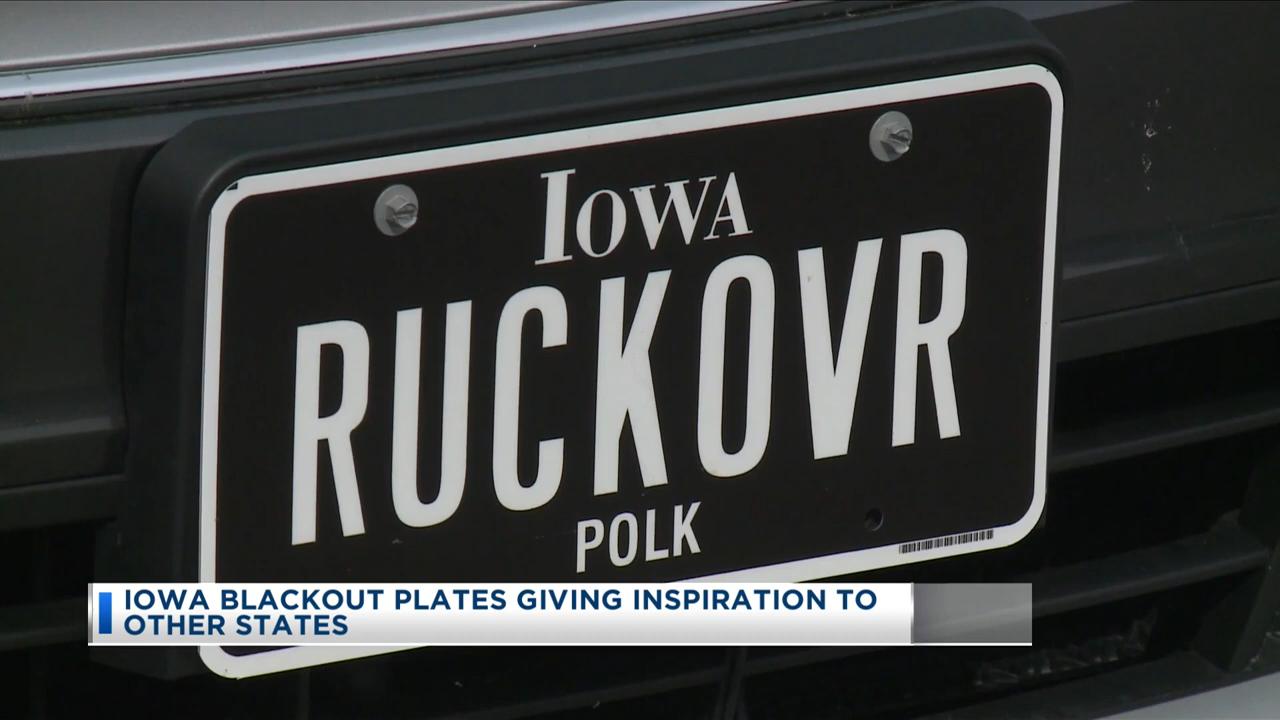 IOWA
RUCKOVR
POLK
IOWA BLACKOUT PLATES GIVING INSPIRATION TO
OTHER STATES